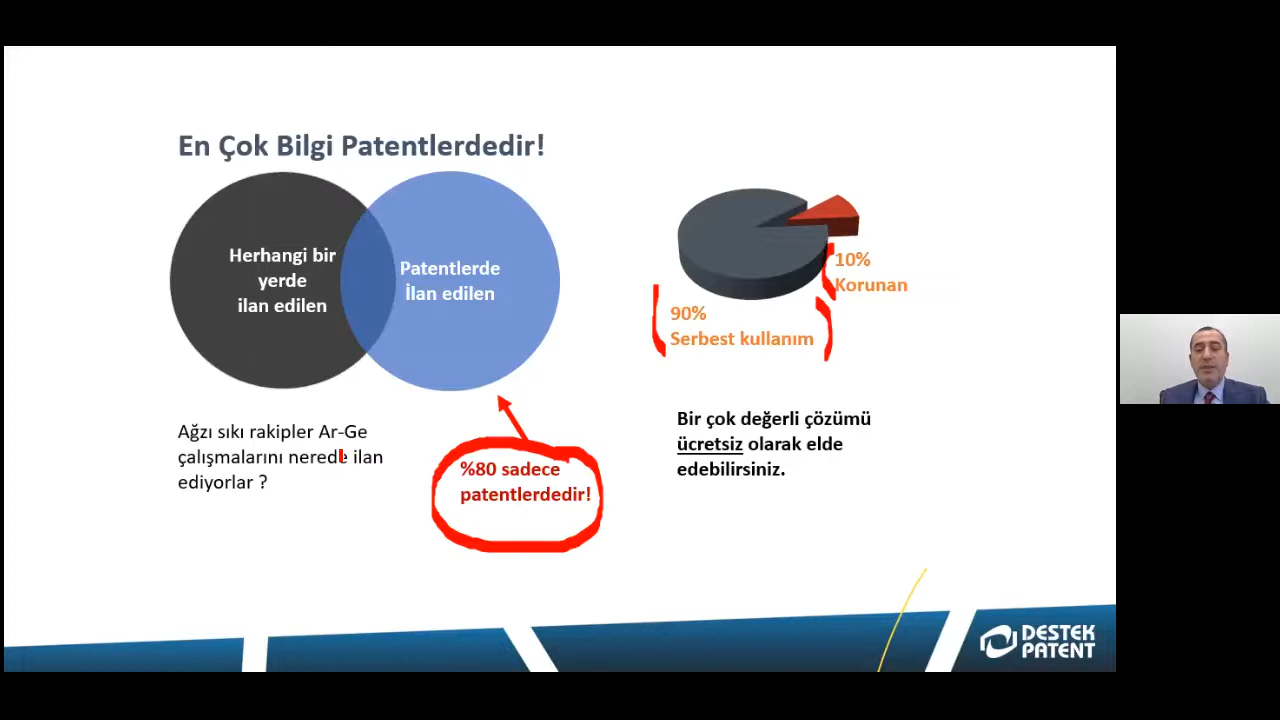 En Çok Bilgi Patentlerdedir!
Herhangi bir
yerde
ilan edilen
Patentlerde
İlan edilen
10%
Korunan
90%
Serbest kullanım
Ağzı sıkı rakipler Ar-Ge
çalışmalarını nerede ilan
ediyorlar ?
%80 sadece
patentlerdedir!
Bir çok değerli çözümü
ücretsiz olarak elde
edebilirsiniz.
DESTEK
PATENT